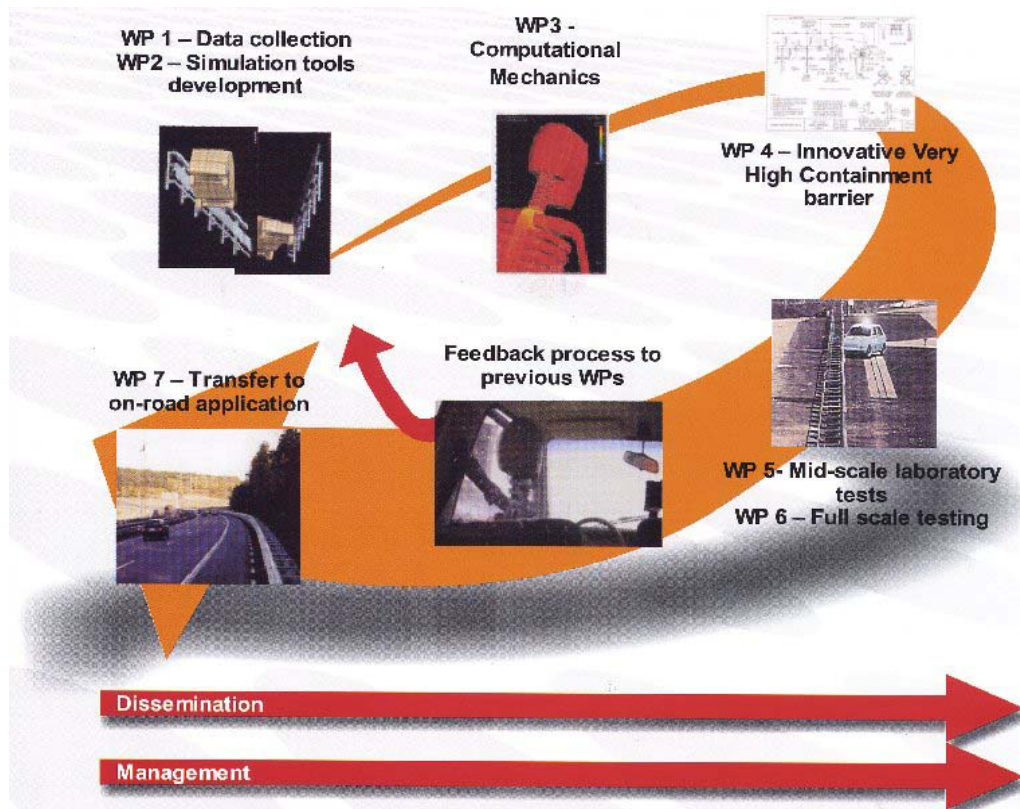 WP 1 – Data collection
WP2 – Simulation tools
development
WP3 -
Computational
Mechanics
WP 4 – Innovative Very
High Containment
barrier
WP 7 – Transfer to
on-road application
Feedback process to
previous WPs
WP 5- Mid-scale laboratory
tests
WP 6 – Full scale testing
Dissemination
Management